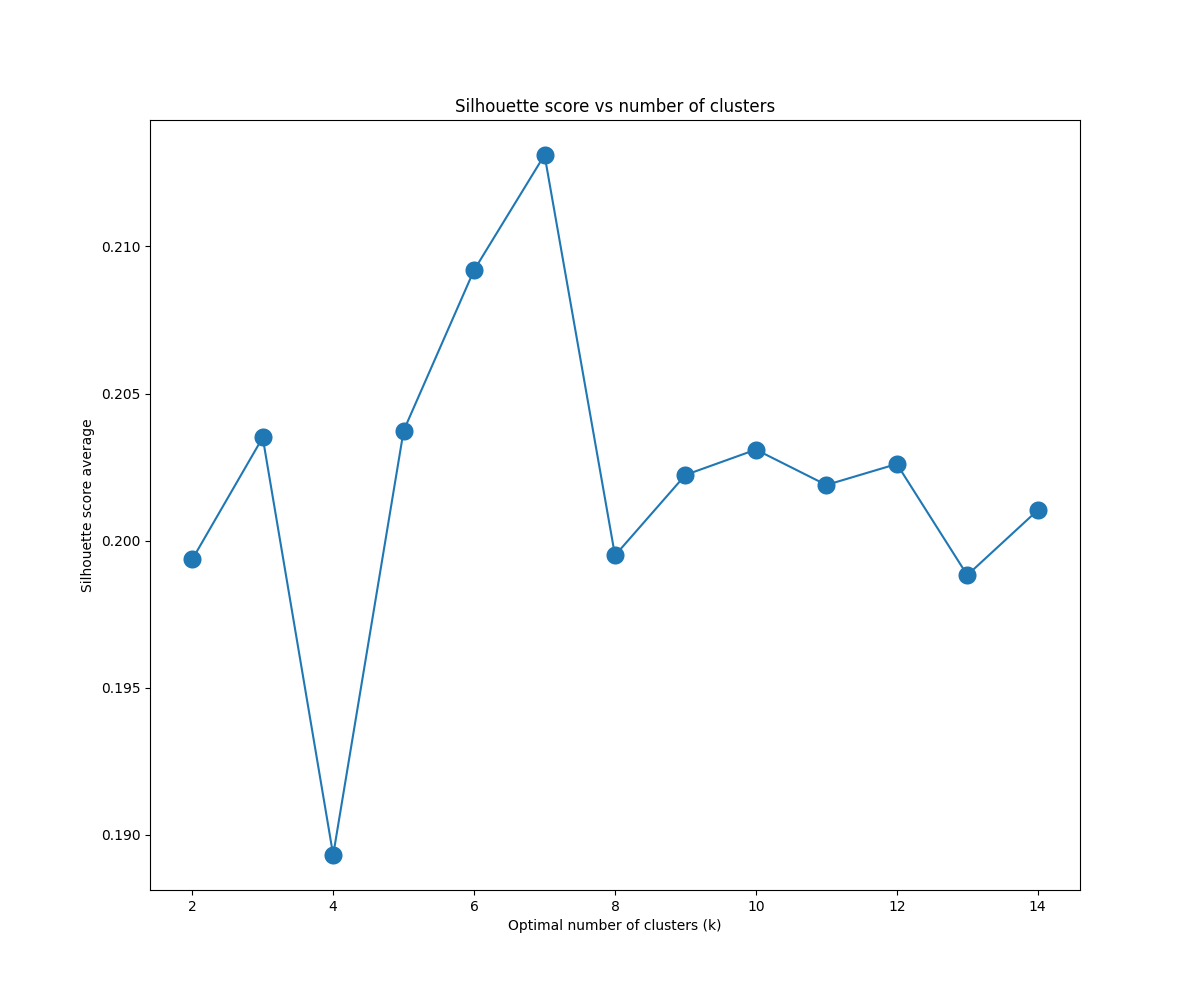 Silhouette score vs number of clusters
0.210
0.205
0.200
0.195
0.190
Silhouette score average
2 4 6 8 10 12 14
Optimal number of clusters (k)